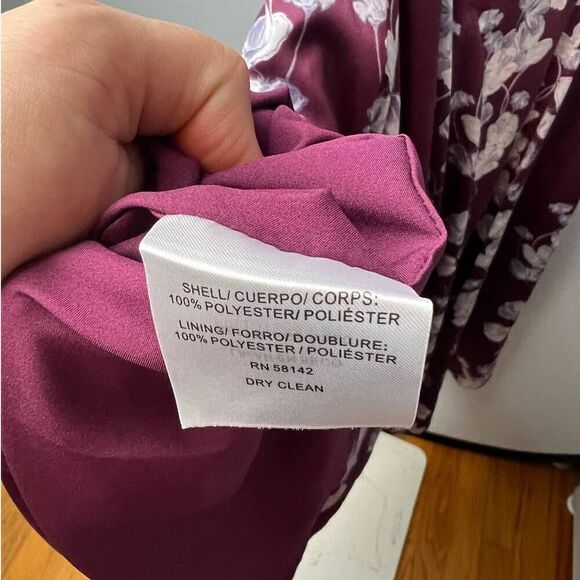 SHELL/ CUERPO/ CORPS:
100% POLYESTER/ POLIÉSTER
LINING/ FORRO/ DOUBLURE:
100% POLYESTER / POLIÉSTER
RN 58142
DRY CLEAN